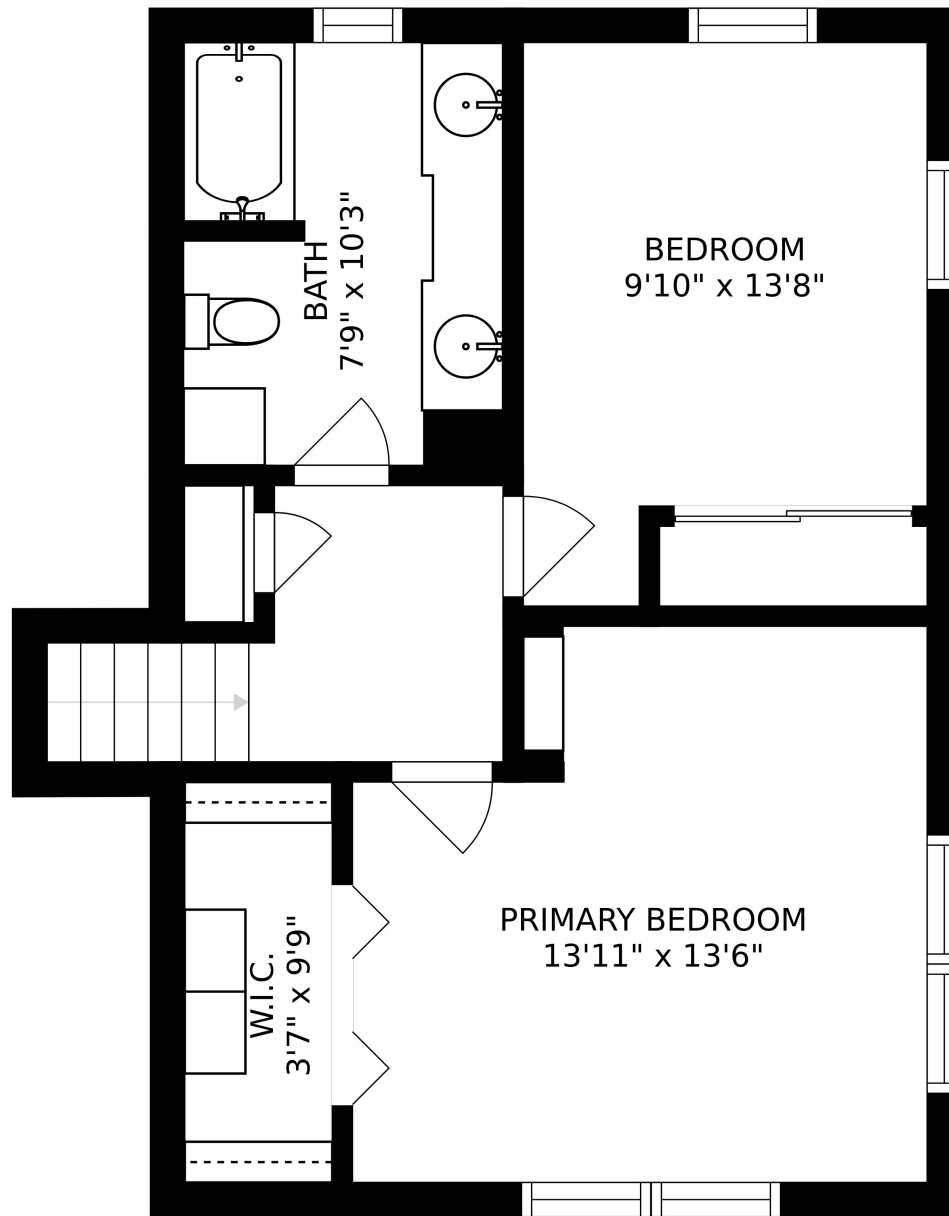 BATH
7'9" x 10'3"
BEDROOM
9'10" x 13'8"
PRIMARY BEDROOM
13'11" x 13'6"
W.I.C.
3'7" x 9'9"